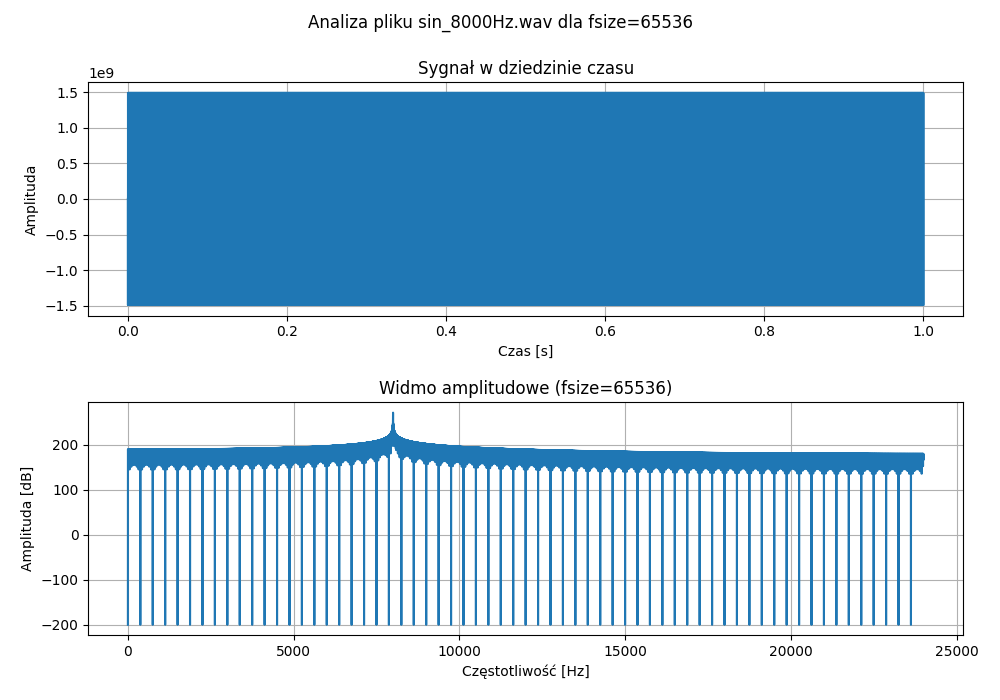 Analiza pliku sin_8000Hz.wav dla fsize=65536
Sygnał w dziedzinie czasu
1e9
1.5
1.0
0.5
0.0
−0.5
−1.0
−1.5
Amplituda
0.0 0.2 0.4 0.6 0.8 1.0
Czas [s]
Widmo amplitudowe (fsize=65536)
200
100
0
−100
−200
Amplituda [dB]
0 5000 10000 15000 20000 25000
Częstotliwość [Hz]